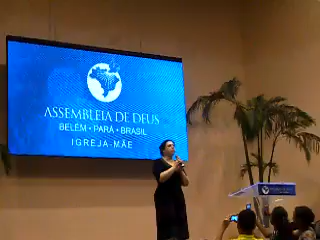 ASSEMBLEIA DE DEUS
BELÉM • PARÁ • BRASIL
IGREJA-MÃE